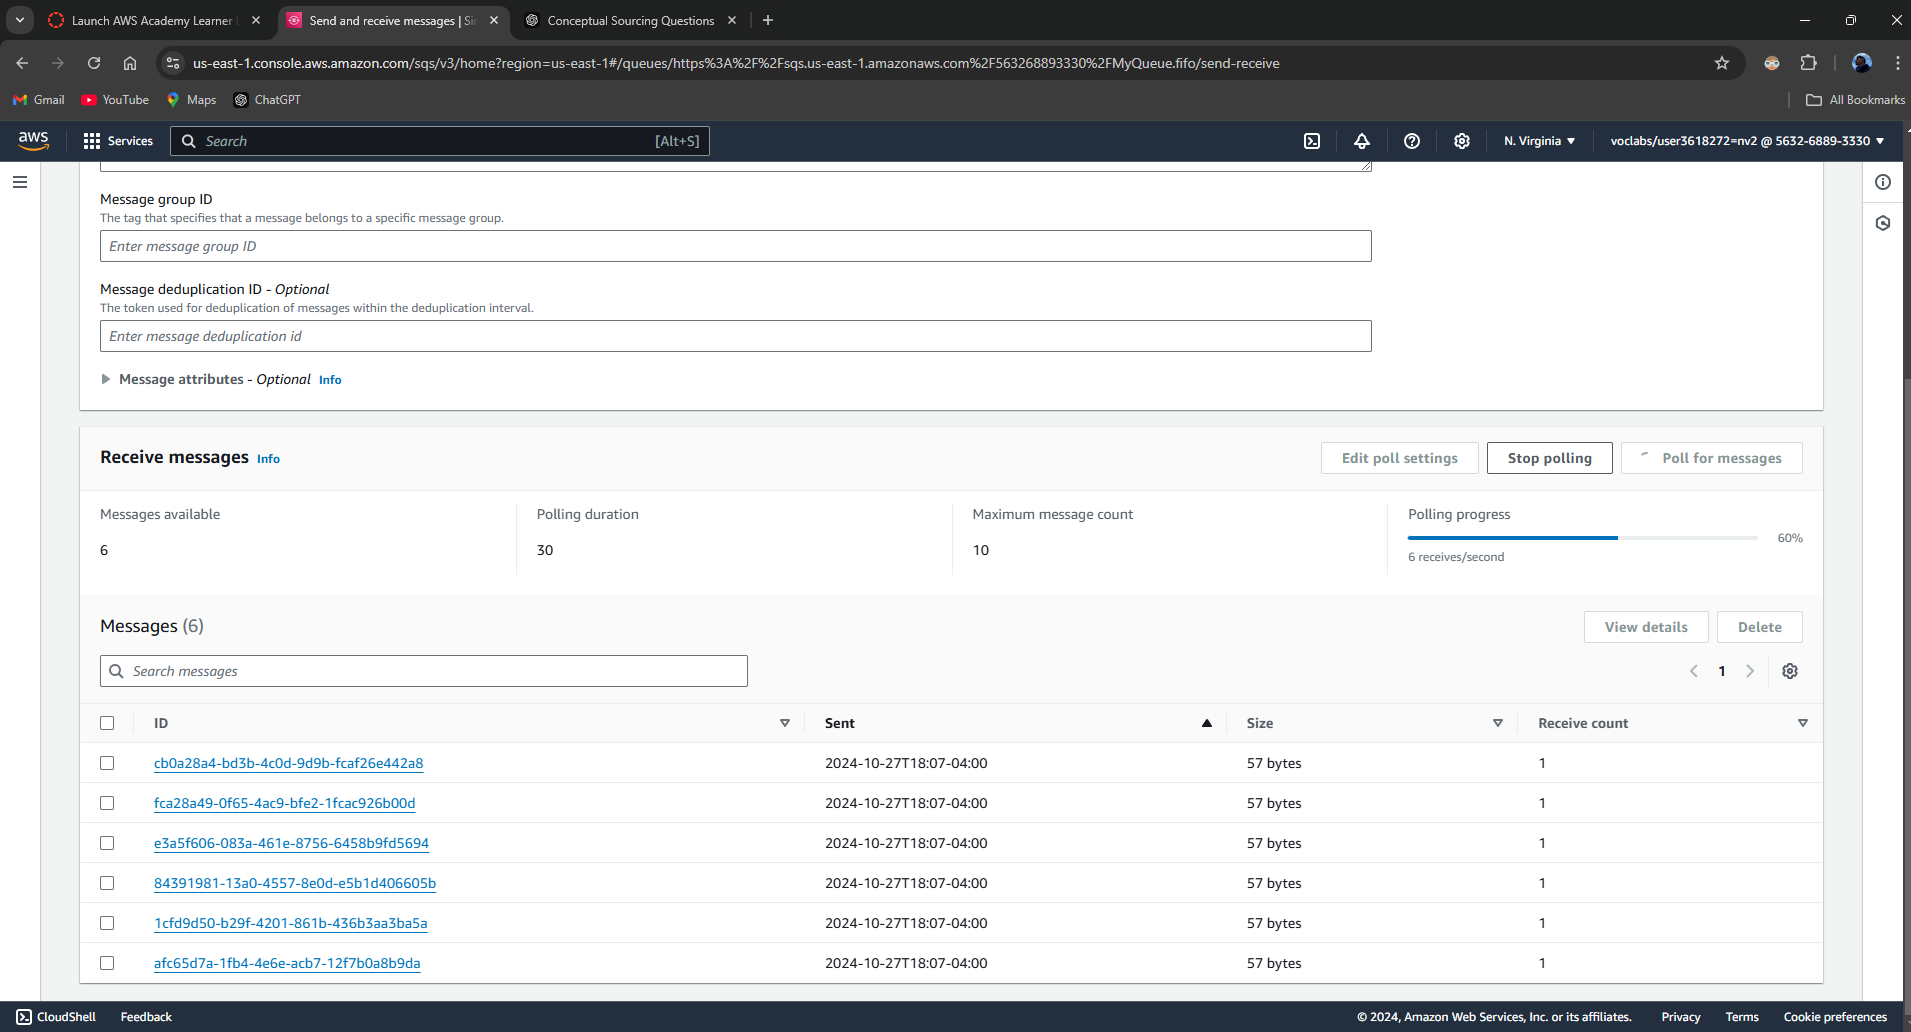 Launch AWS Academy Learner
Send and receive messages | Sim
Conceptual Sourcing Questions
us-east-1.console.aws.amazon.com/sqs/v3/home?region=us-east-1#/queues/https%3A%2F%2Fsqs.us-east-1.amazonaws.com%2F563268893330%2FMyQueue.fifo/send-receive
Gmail YouTube Maps ChatGPT All Bookmarks
aws Services Search [Alt+S] N. Virginia voclabs/user3618272=nv2 @ 5632-6889-3330
Message group ID
The tag that specifies that a message belongs to a specific message group.
Enter message group ID
Message deduplication ID - Optional
The token used for deduplication of messages within the deduplication interval.
Enter message deduplication id
Message attributes - Optional Info
Receive messages Info Edit poll settings Stop polling Poll for messages
Messages available Polling duration Maximum message count Polling progress
6 30 10 60%
6 receives/second
Messages (6) View details Delete
Search messages 1
ID Sent Size Receive count
cb0a28a4-bd3b-4c0d-9d9b-fcaf26e442a8 2024-10-27T18:07-04:00 57 bytes 1
fca28a49-0f65-4ac9-bfe2-1fcac926b00d 2024-10-27T18:07-04:00 57 bytes 1
e3a5f606-083a-461e-8756-6458b9fd5694 2024-10-27T18:07-04:00 57 bytes 1
84391981-13a0-4557-8e0d-e5b1d406605b 2024-10-27T18:07-04:00 57 bytes 1
1cfd9d50-b29f-4201-861b-436b3aa3ba5a 2024-10-27T18:07-04:00 57 bytes 1
afc65d7a-1fb4-4e6e-acb7-12f7b0a8b9da 2024-10-27T18:07-04:00 57 bytes 1
CloudShell Feedback © 2024, Amazon Web Services, Inc. or its affiliates. Privacy Terms Cookie preferences